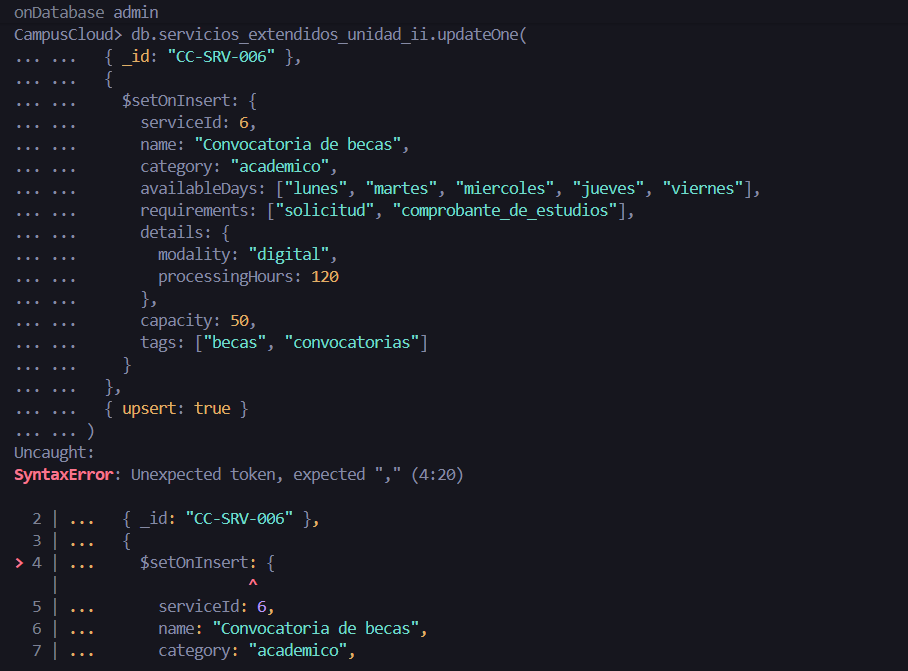 onDatabase admin
CampusCloud> db.servicios_extendidos_unidad_ii.updateOne(
... ...   { _id: "CC-SRV-006" },
... ...   {
... ...     $setOnInsert: {
... ...       serviceId: 6,
... ...       name: "Convocatoria de becas",
... ...       category: "academico",
... ...       availableDays: ["lunes", "martes", "miercoles", "jueves", "viernes"],
... ...       requirements: ["solicitud", "comprobante_de_estudios"],
... ...       details: {
... ...         modality: "digital",
... ...         processingHours: 120
... ...       },
... ...       capacity: 50,
... ...       tags: ["becas", "convocatorias"]
... ...     }
... ...   },
... ...   { upsert: true }
... ... )
Uncaught:
SyntaxError: Unexpected token, expected "," (4:20)

  2 | ...   { _id: "CC-SRV-006" },
  3 | ...   {
> 4 | ...     $setOnInsert: {
    |                     ^
  5 | ...       serviceId: 6,
  6 | ...       name: "Convocatoria de becas",
  7 | ...       category: "academico",